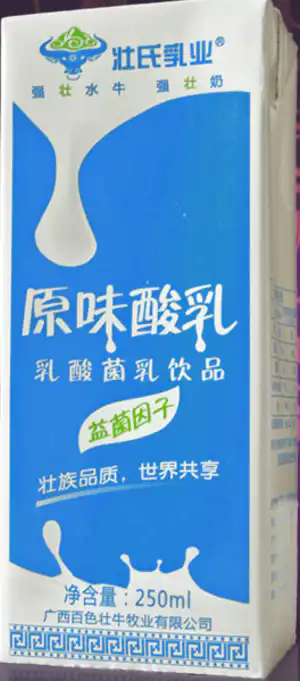 壮氏乳业®
强壮水牛 强壮奶
原味酸乳
乳酸菌乳饮品
益菌因子
壮族品质，世界共享
净含量：250ml
广西百色壮牛牧业有限公司